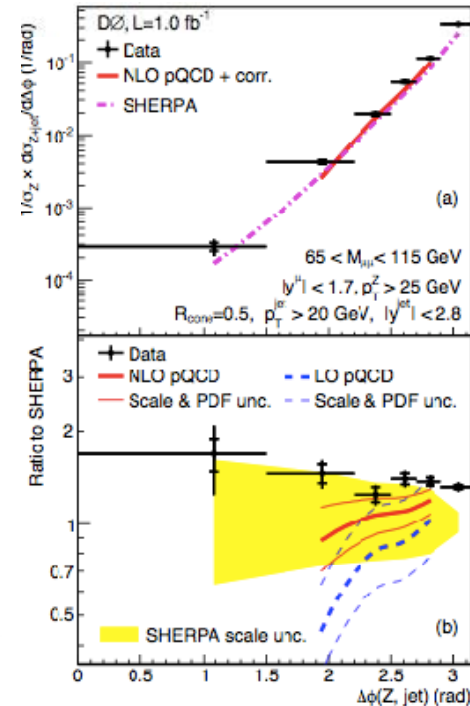 DØ, L=1.0 fb⁻¹
Data
NLO pQCD + corr.
SHERPA
(a)
65 < Mμμ < 115 GeV
|y^μ| < 1.7, p_T^Z > 25 GeV
R_cone=0.5, p_T^jet > 20 GeV, |y^jet| < 2.8
1/σ_Z × dσ_Z+jet/dΔϕ (1/rad)
10⁻¹
10⁻²
10⁻³
10⁻⁴
Data
NLO pQCD
LO pQCD
Scale & PDF unc.
Scale & PDF unc.
SHERPA scale unc.
(b)
Ratio to SHERPA
3
2
1
0.7
0.5
0 0.5 1 1.5 2 2.5 3
Δϕ(Z, jet) (rad)